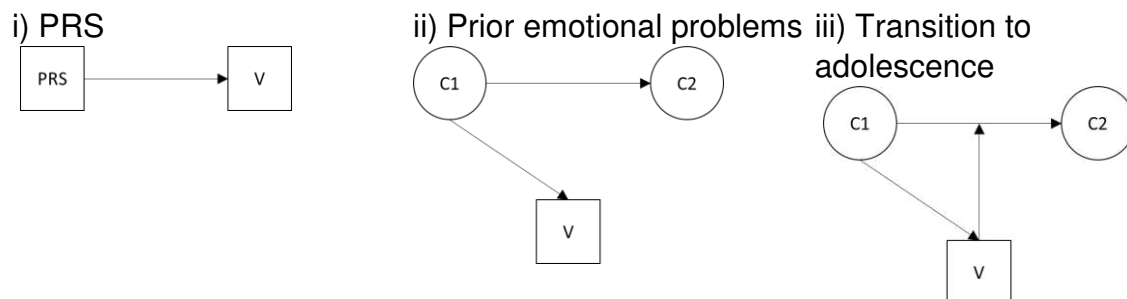 i) PRS
PRS
V
ii) Prior emotional problems
C1
C2
V
iii) Transition to
adolescence
C1
C2
V